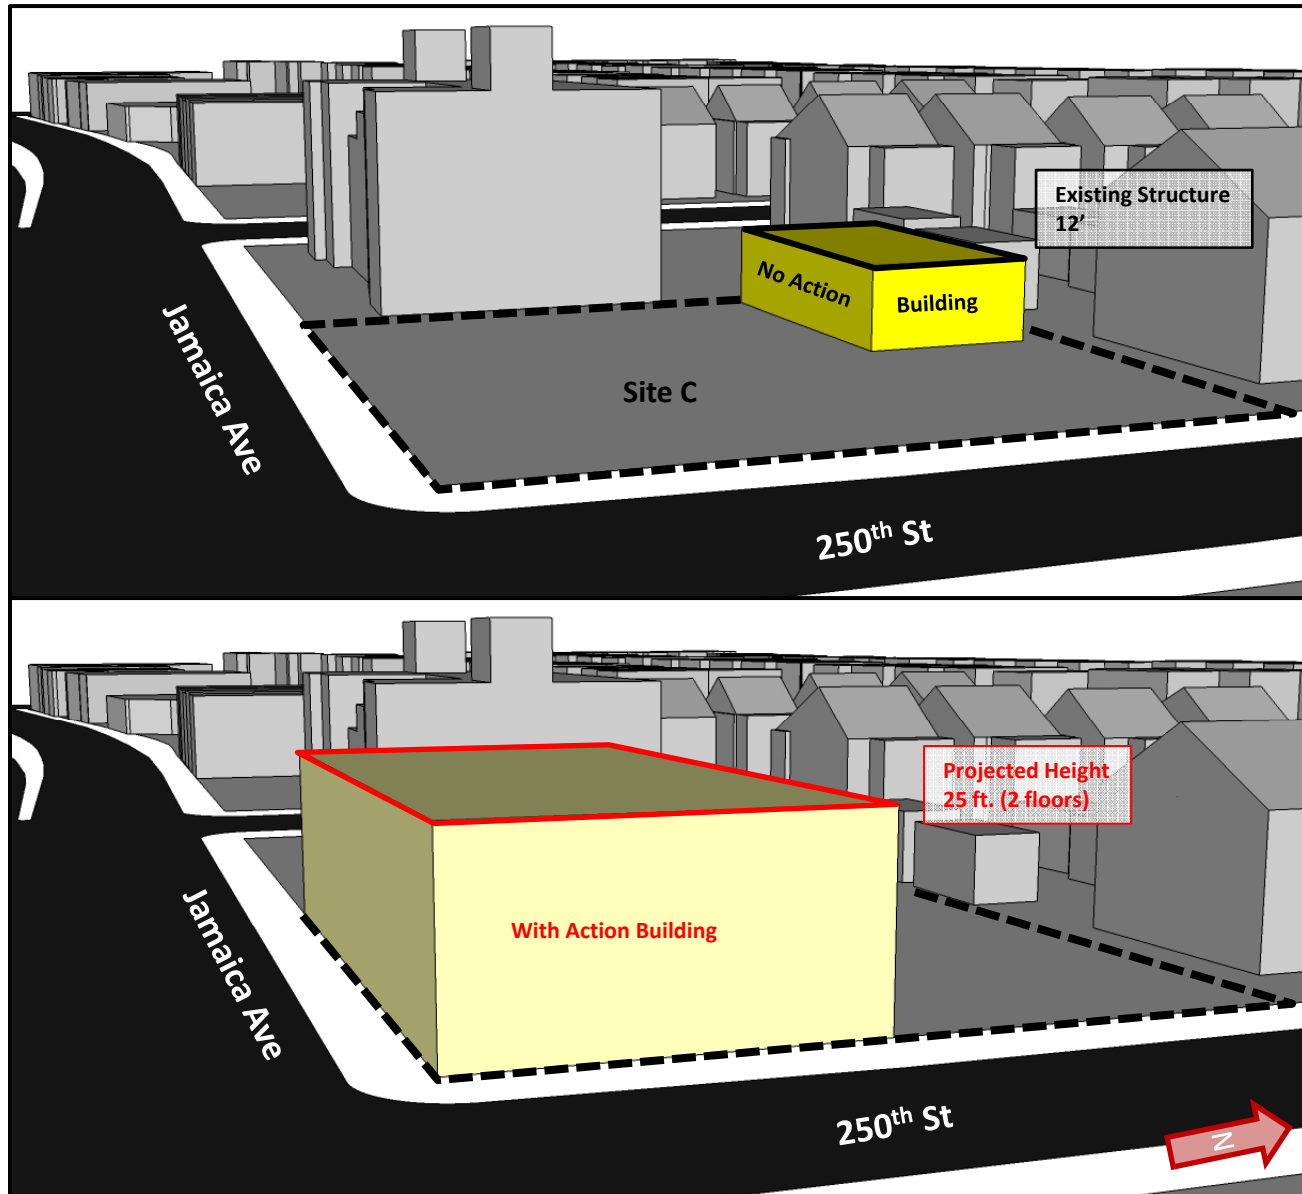 Existing Structure
12’
No Action
Building
Site C
Jamaica Ave
250th St
Projected Height
25 ft. (2 floors)
With Action Building
Jamaica Ave
250th St
N